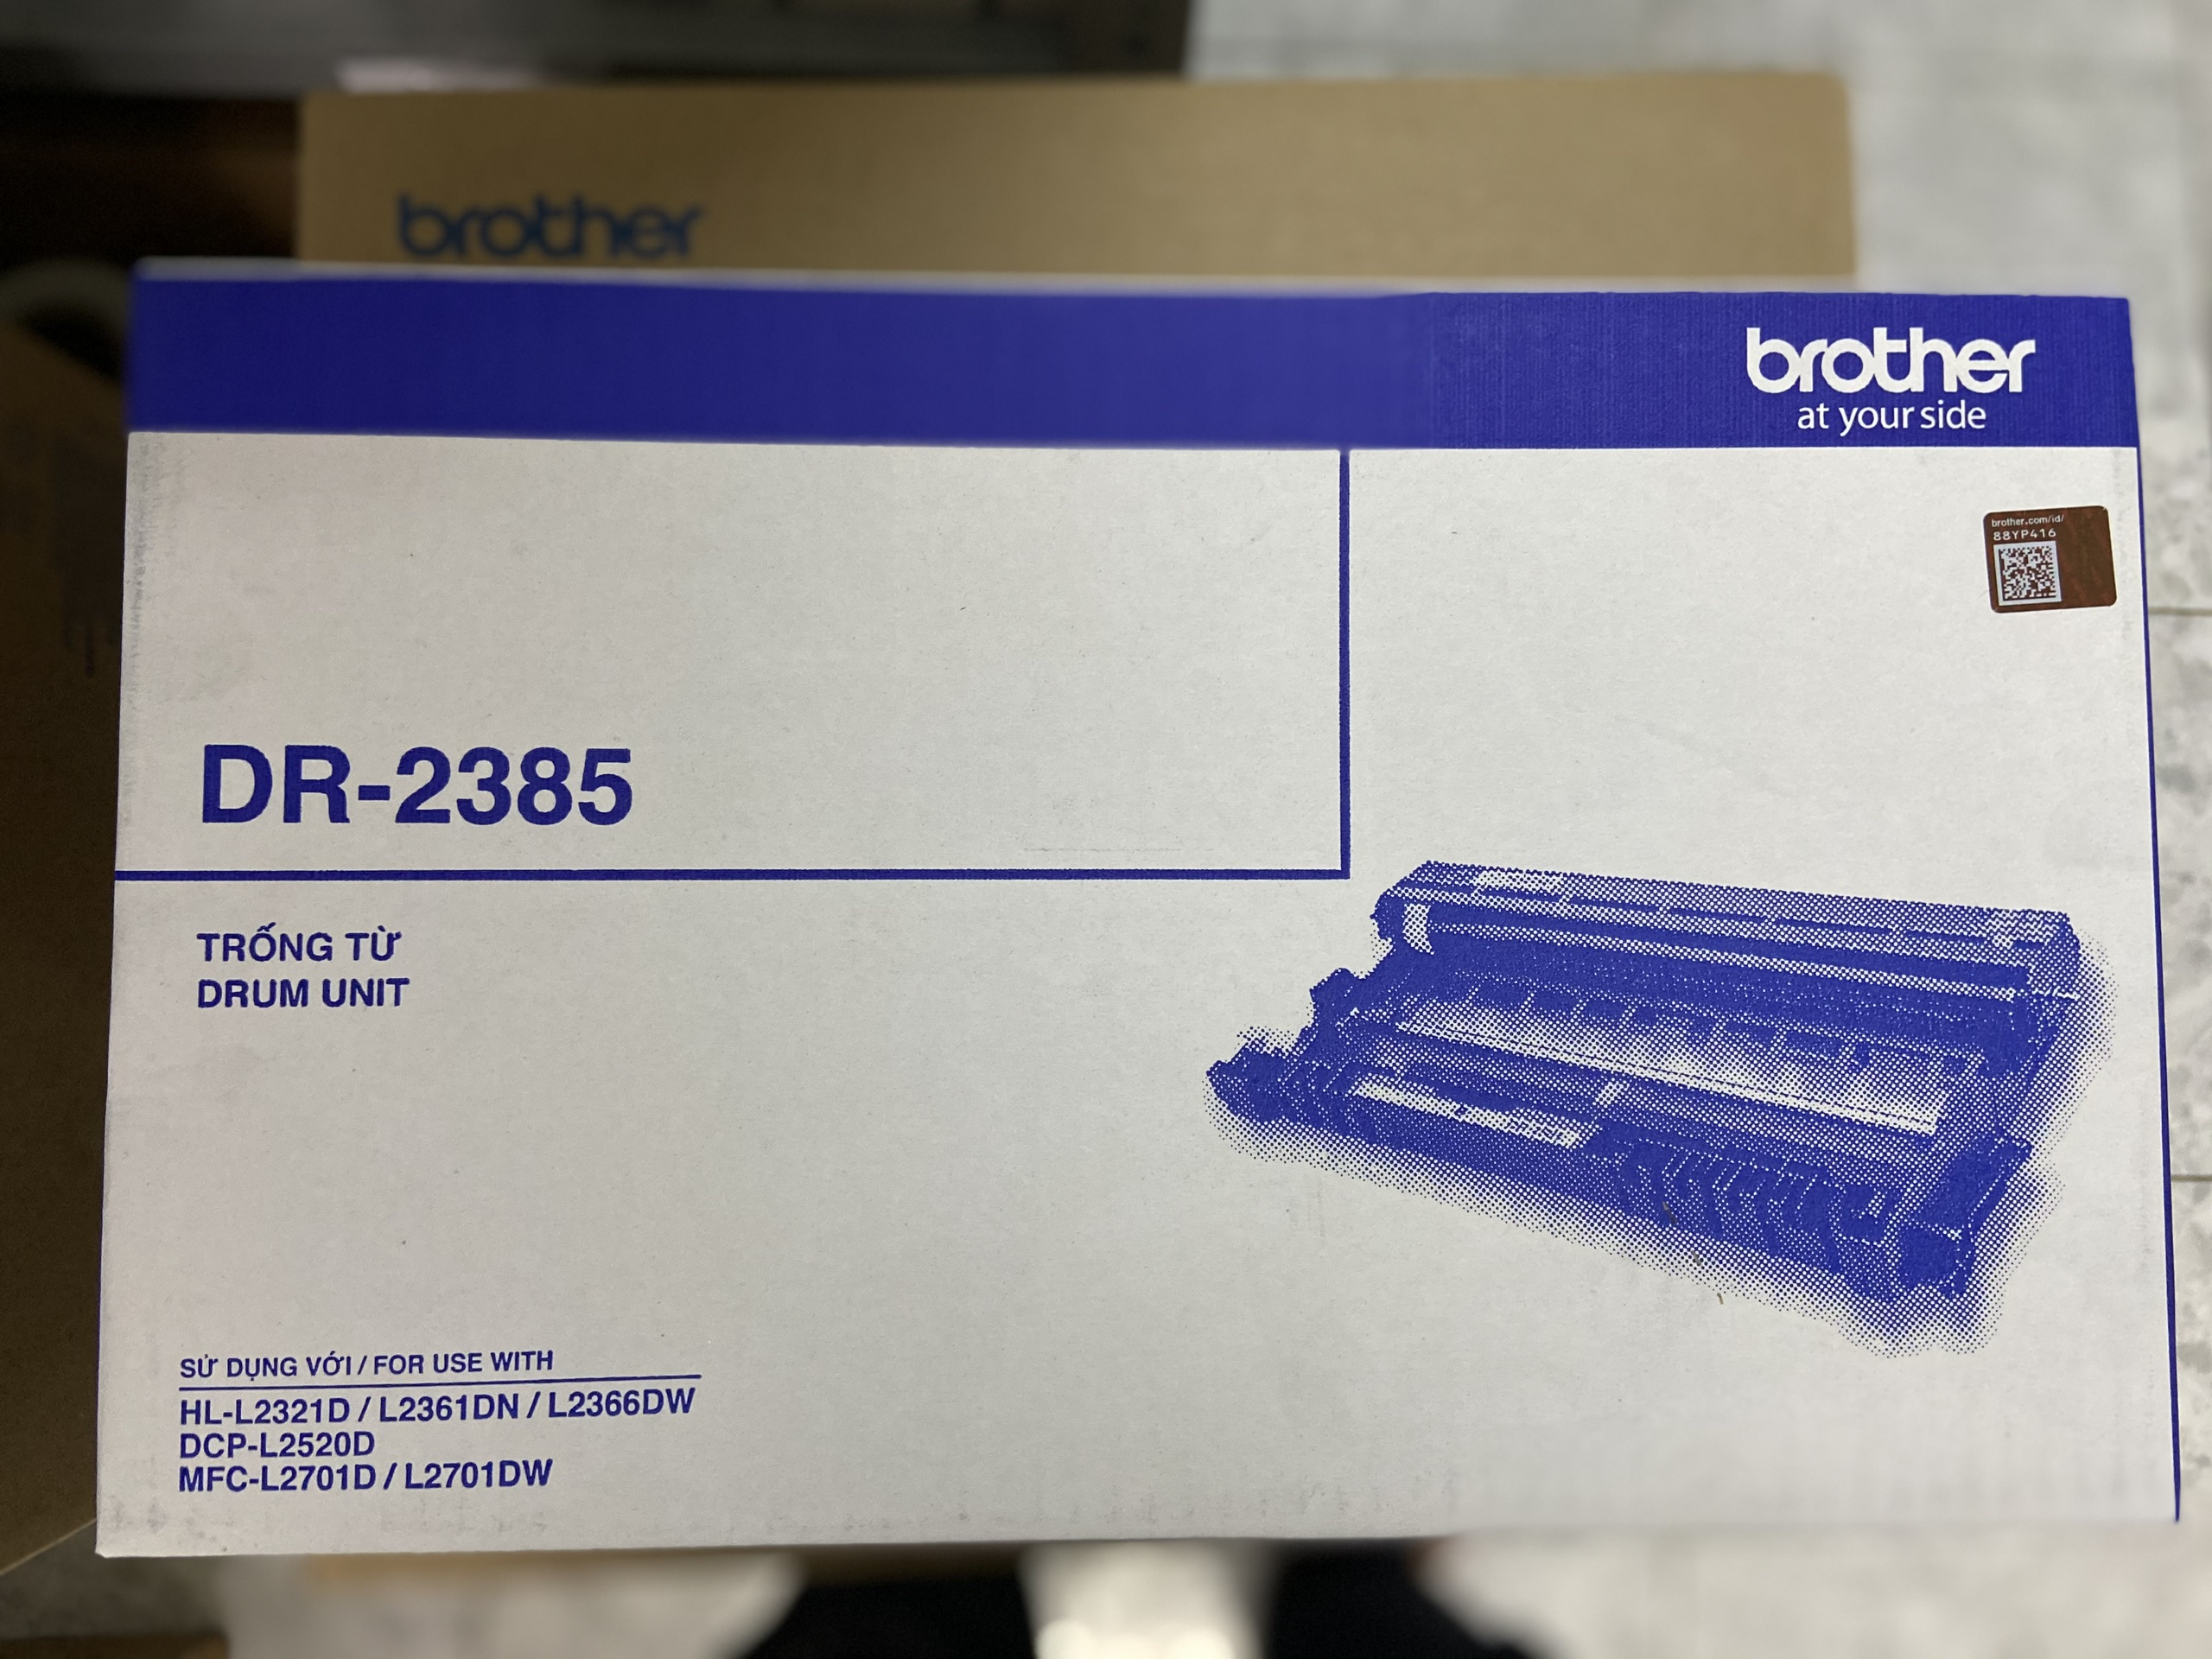 brother
brother
at your side
brother.com/id/
88YP416
DR-2385
TRỐNG TỪ
DRUM UNIT
SỬ DỤNG VỚI / FOR USE WITH
HL-L2321D / L2361DN / L2366DW
DCP-L2520D
MFC-L2701D / L2701DW